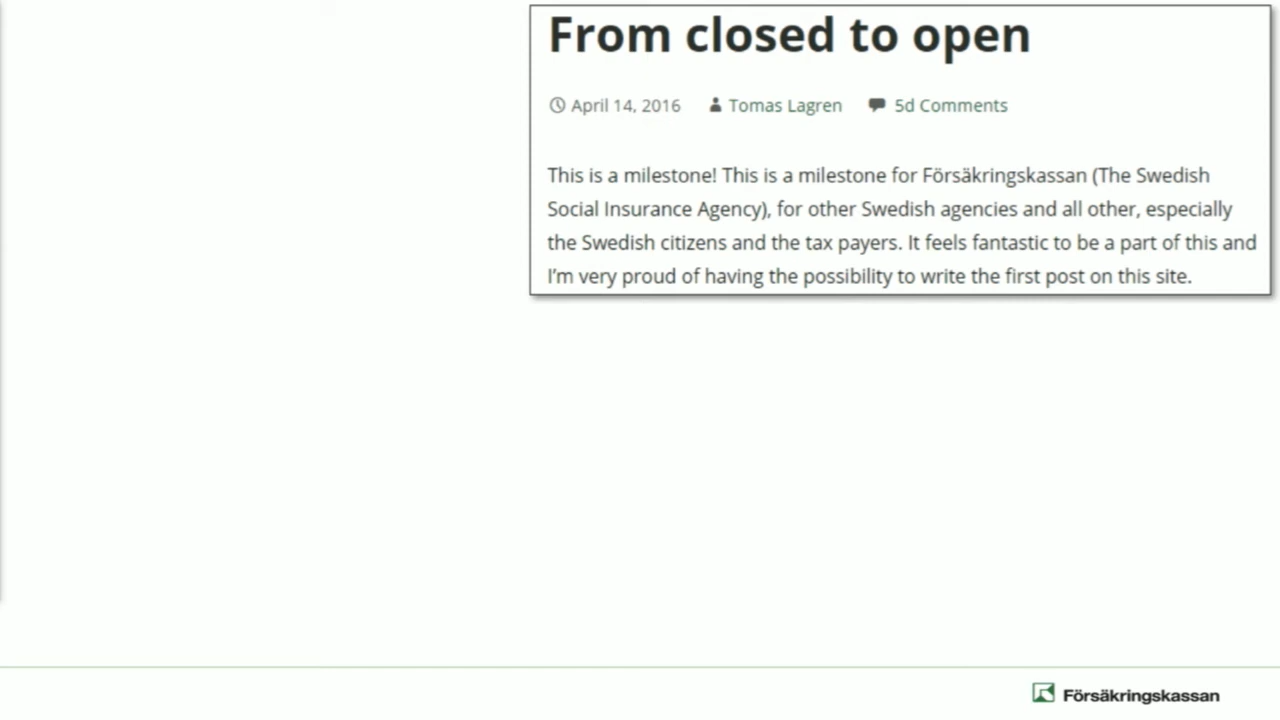 From closed to open
April 14, 2016 Tomas Lagren 5d Comments
This is a milestone! This is a milestone for Försäkringskassan (The Swedish
Social Insurance Agency), for other Swedish agencies and all other, especially
the Swedish citizens and the tax payers. It feels fantastic to be a part of this and
I'm very proud of having the possibility to write the first post on this site.
Försäkringskassan